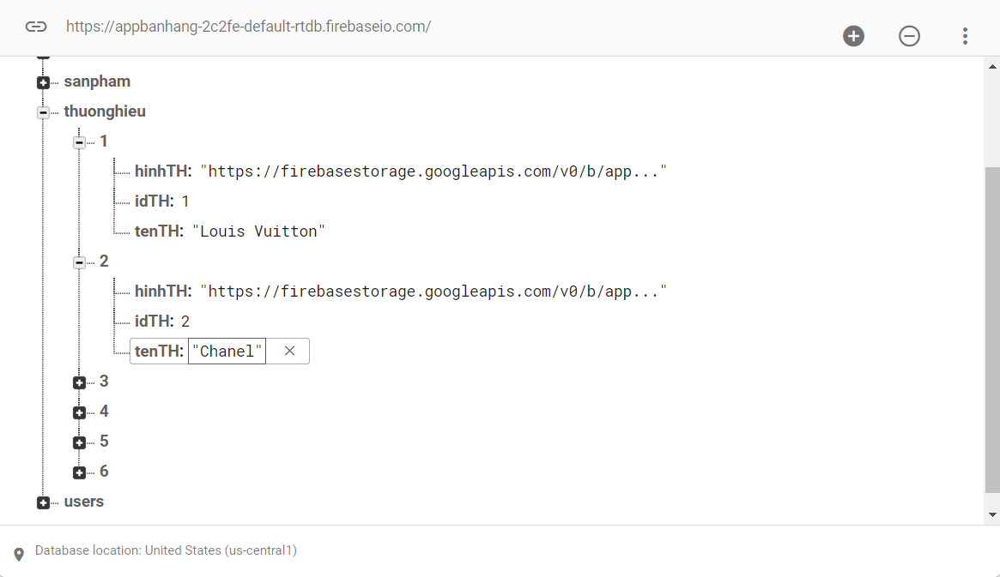 https://appbanhang-2c2fe-default-rtdb.firebaseio.com/
sanpham
thuonghieu
1
hinhTH: "https://firebasestorage.googleapis.com/v0/b/app..."
idTH: 1
tenTH: "Louis Vuitton"
2
hinhTH: "https://firebasestorage.googleapis.com/v0/b/app..."
idTH: 2
tenTH: "Chanel"
3
4
5
6
users
Database location: United States (us-central1)